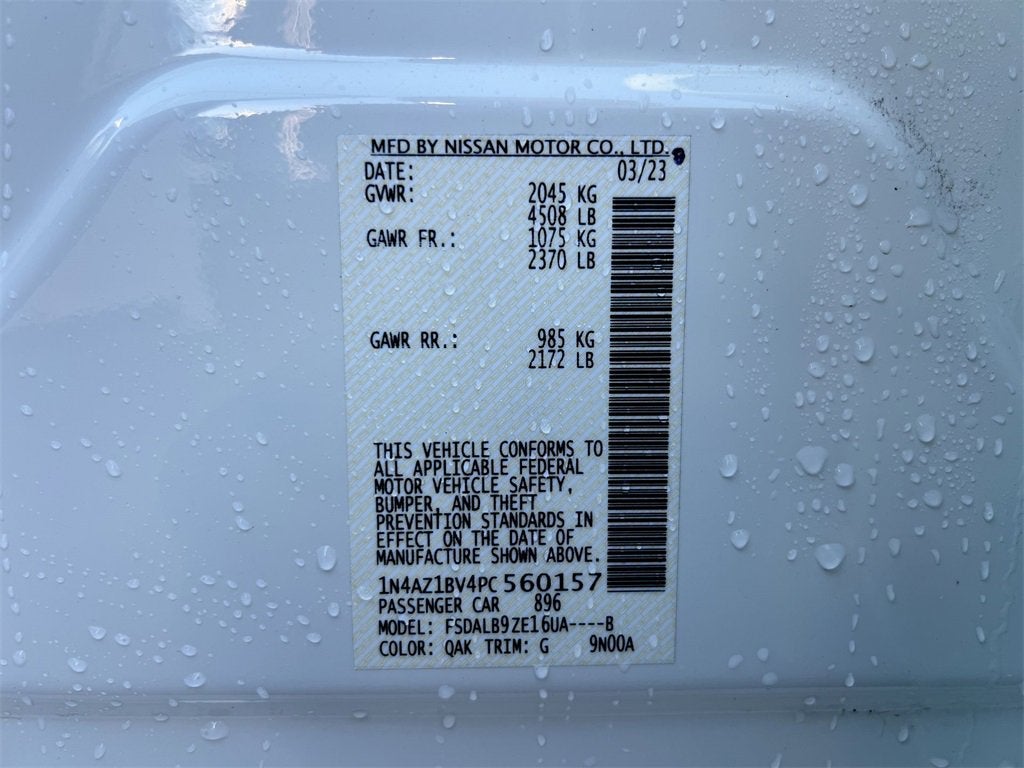 MFD BY NISSAN MOTOR CO., LTD.
DATE: 03/23
GVWR: 2045 KG
4508 LB
GAWR FR.: 1075 KG
2370 LB
GAWR RR.: 985 KG
2172 LB
THIS VEHICLE CONFORMS TO
ALL APPLICABLE FEDERAL
MOTOR VEHICLE SAFETY,
BUMPER, AND THEFT
PREVENTION STANDARDS IN
EFFECT ON THE DATE OF
MANUFACTURE SHOWN ABOVE.
1N4AZ1BV4PC560157
PASSENGER CAR 896
MODEL: FSDALB9ZE16UA----B
COLOR: QAK TRIM: G 9N00A